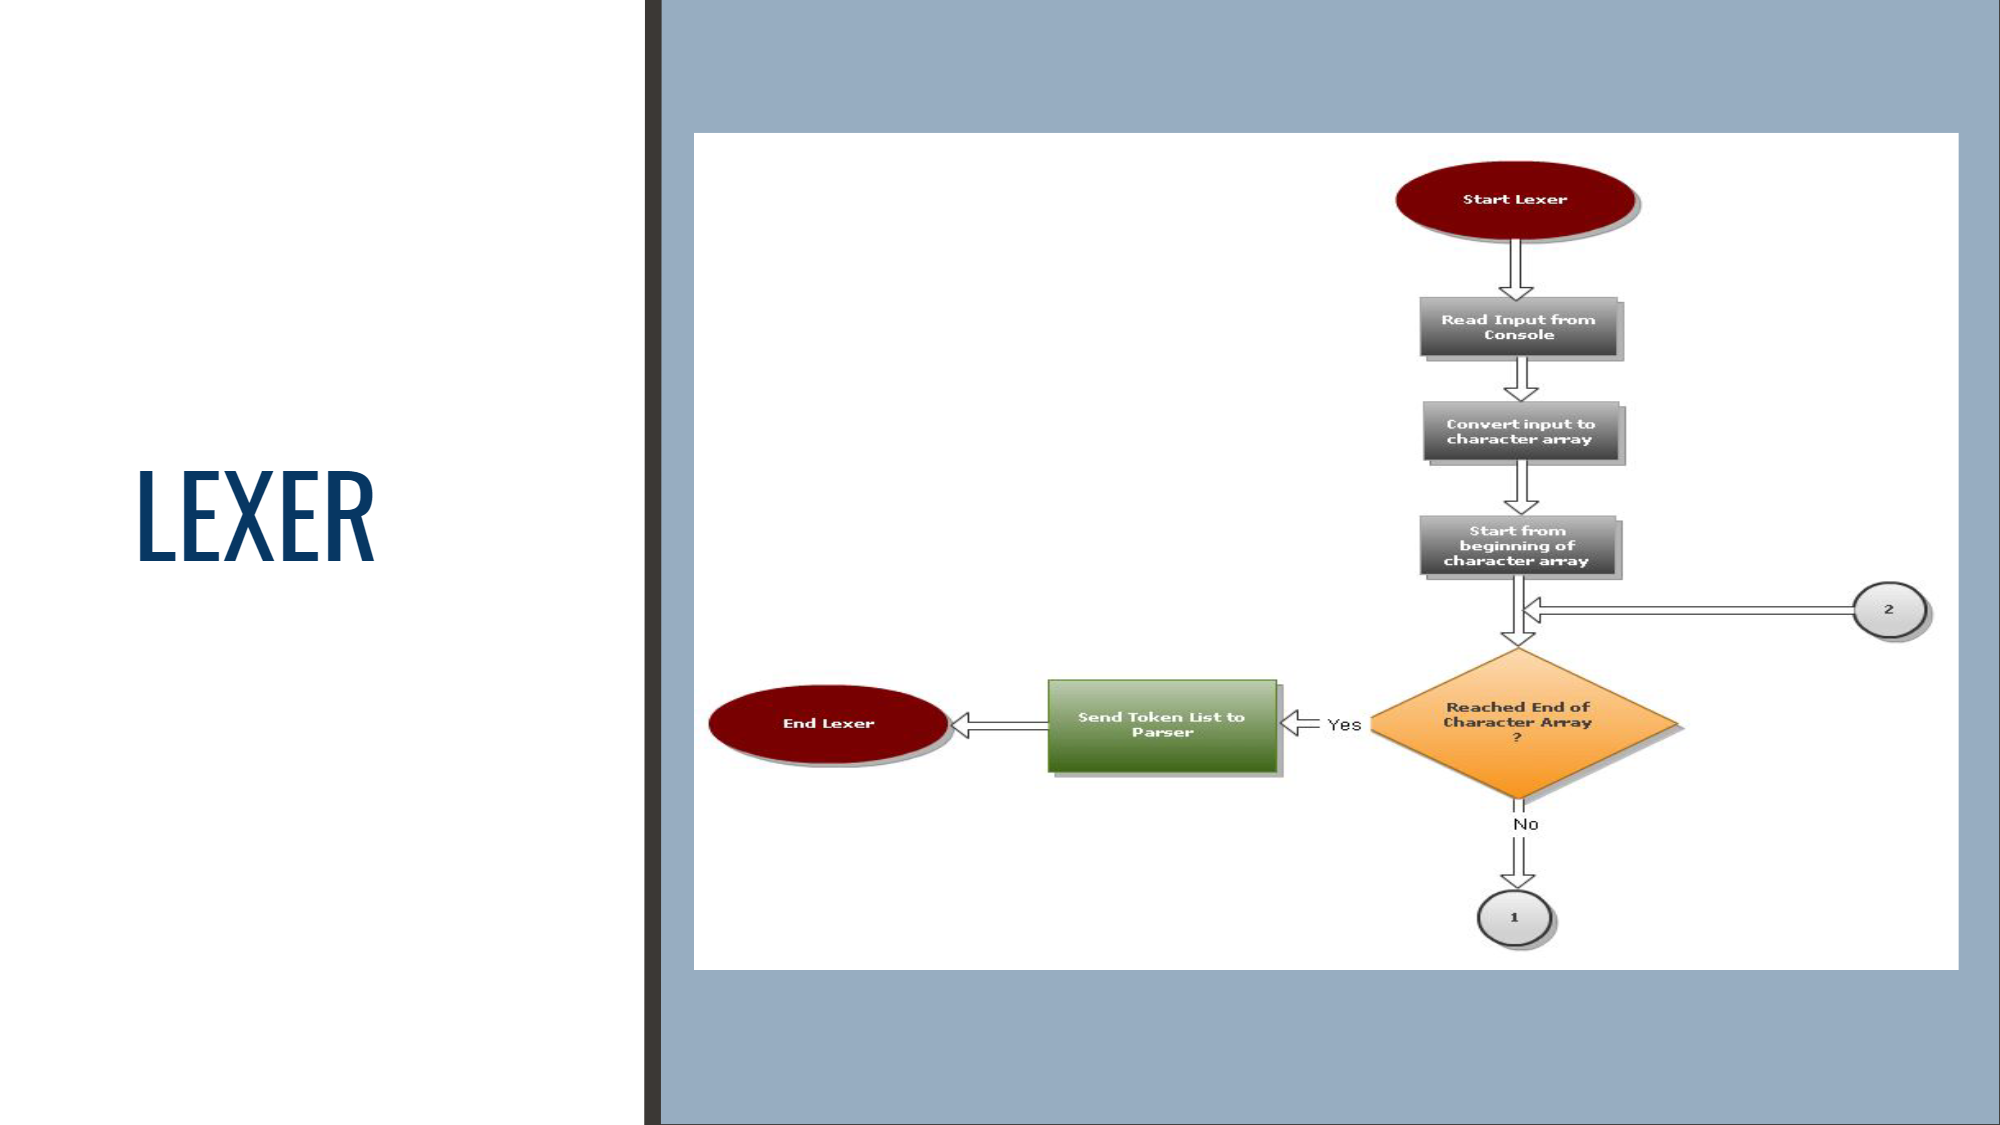 LEXER
Start Lexer
Read Input from
Console
Convert input to
character array
Start from
beginning of
character array
2
Reached End of
Character Array
?
Yes
Send Token List to
Parser
End Lexer
No
1